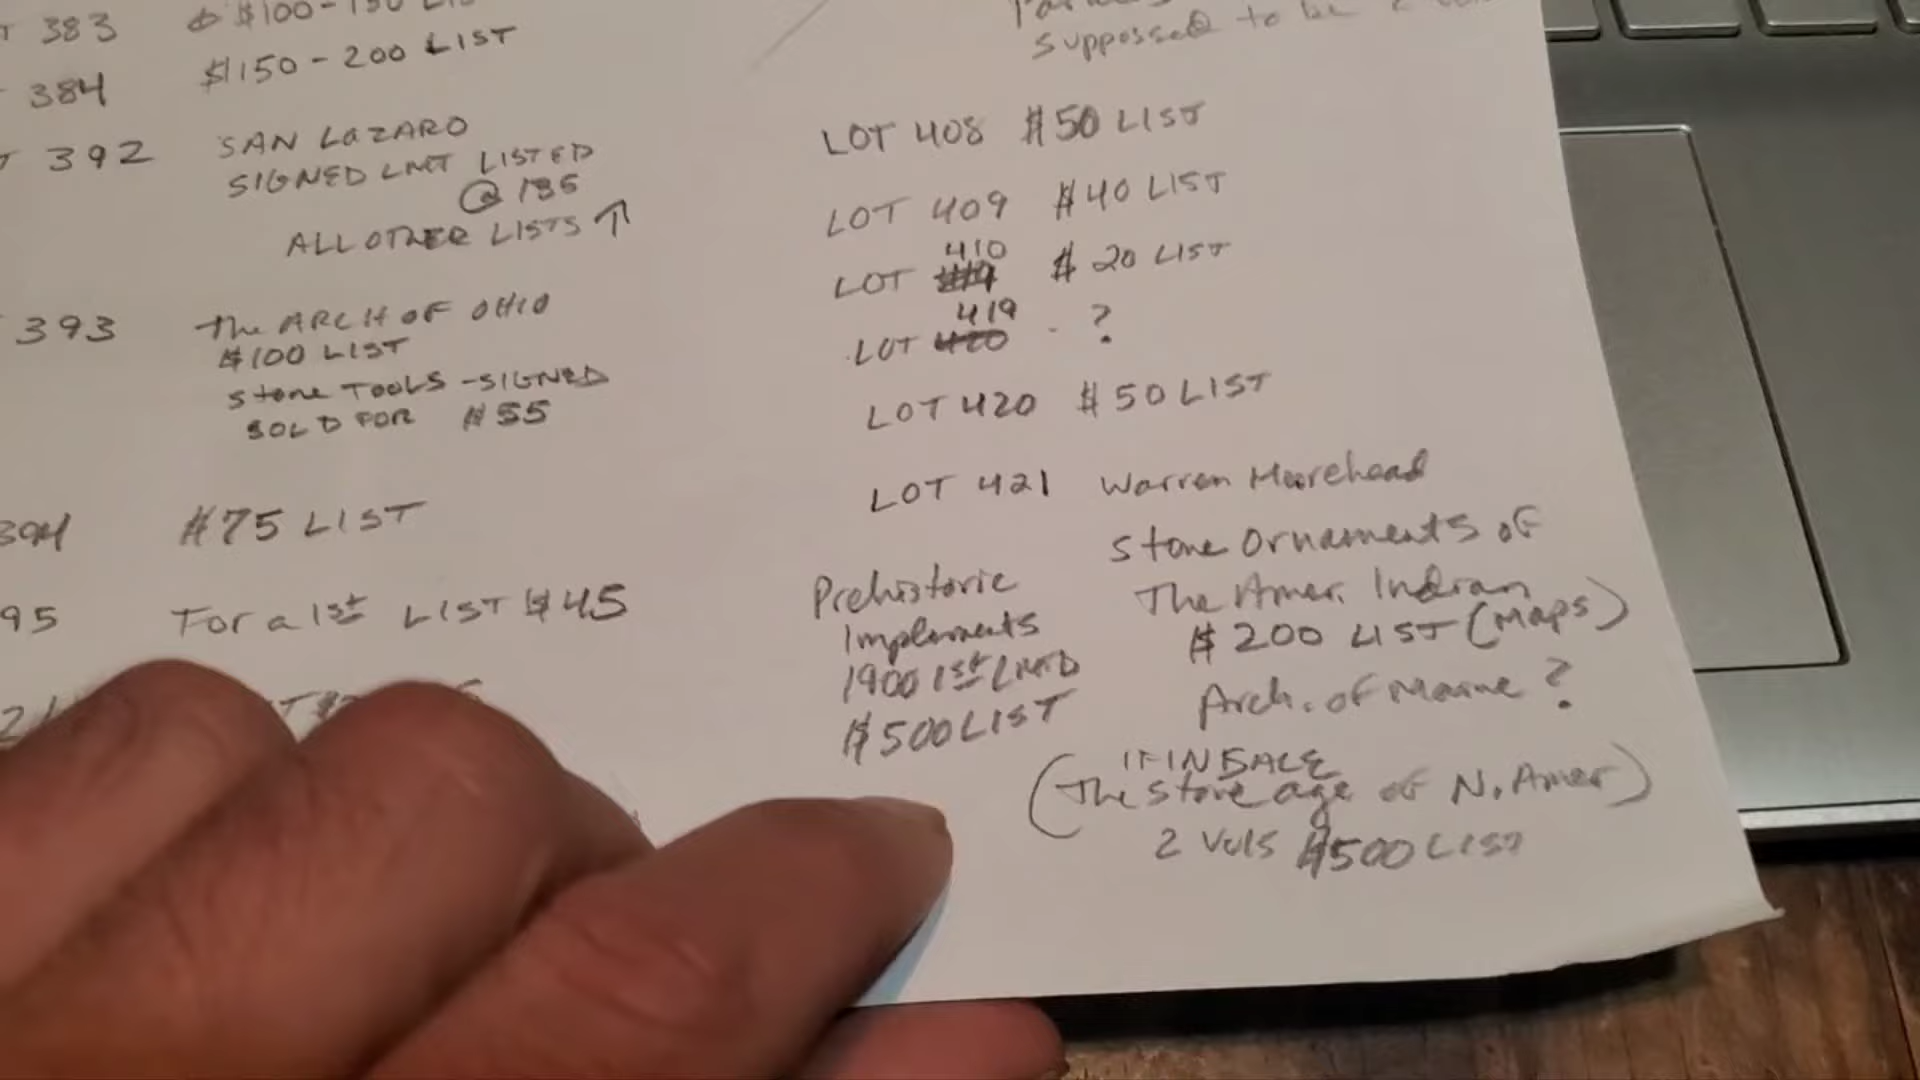 383 $100-150
384 $150-200 LIST
392 SAN LaZARO
SIGNED LMT LISTED
@ 185
ALL OTHER LISTS ↑
393 The ARCH OF OHIO
$100 LIST
Stone TOOLS - SIGNED
SOLD FOR $55
394 $75 LIST
95 For a 1st LIST $45
suppossed to be
LOT 408 $50 LIST
LOT 409 $40 LIST
410
LOT $20 LIST
419
LOT 420 ?
LOT 420 $50 LIST
LOT 421 Warren Moorehead
Stone Ornaments of
The Amer. Indian
$200 LIST (Maps)
Prehistoric
Implements
1900 1st LMTD
$500 LIST
Arch. of Maine ?
IF IN SALE
(The Stone age of N. Amer)
2 Vols $500 LIST